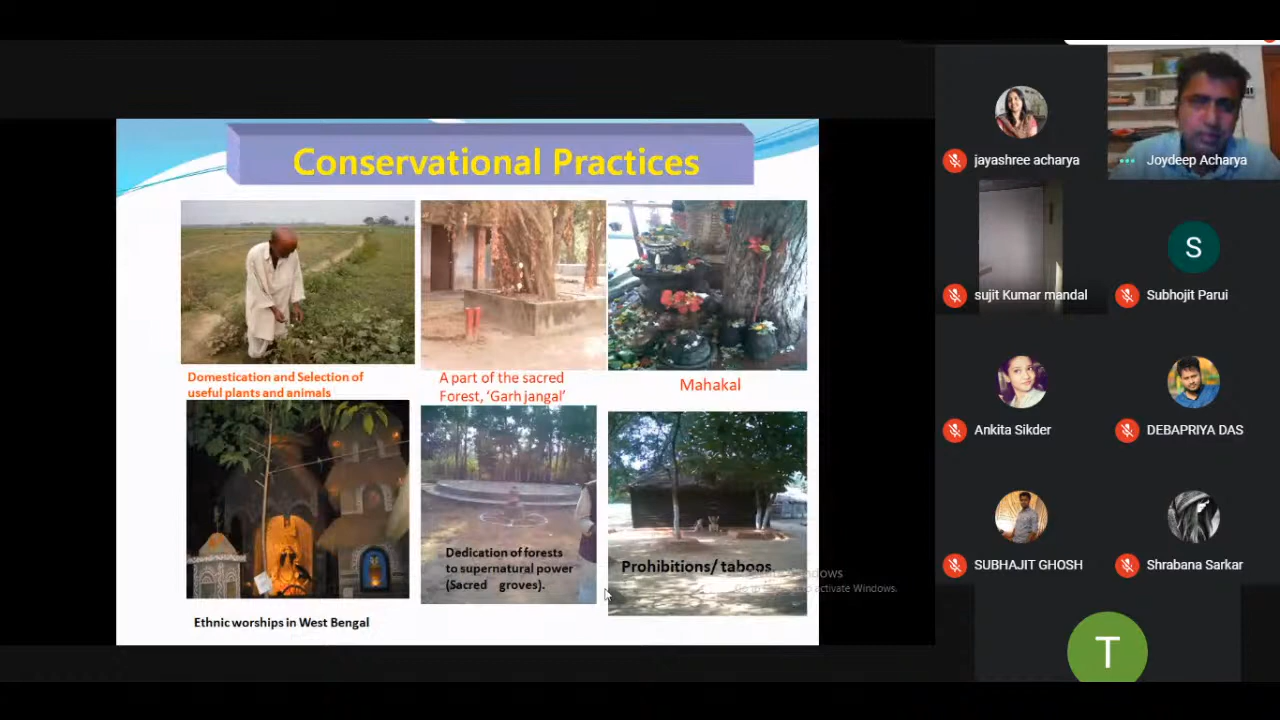 Conservational Practices
Domestication and Selection of
useful plants and animals
A part of the sacred
Forest, ‘Garh jangal’
Mahakal
Ethnic worships in West Bengal
Dedication of forests
to supernatural power
(Sacred groves).
Prohibitions/ taboos
activate Windows.
jayashree acharya
Joydeep Acharya
sujit Kumar mandal
S
Subhojit Parui
Ankita Sikder
DEBAPRIYA DAS
SUBHAJIT GHOSH
Shrabana Sarkar
T